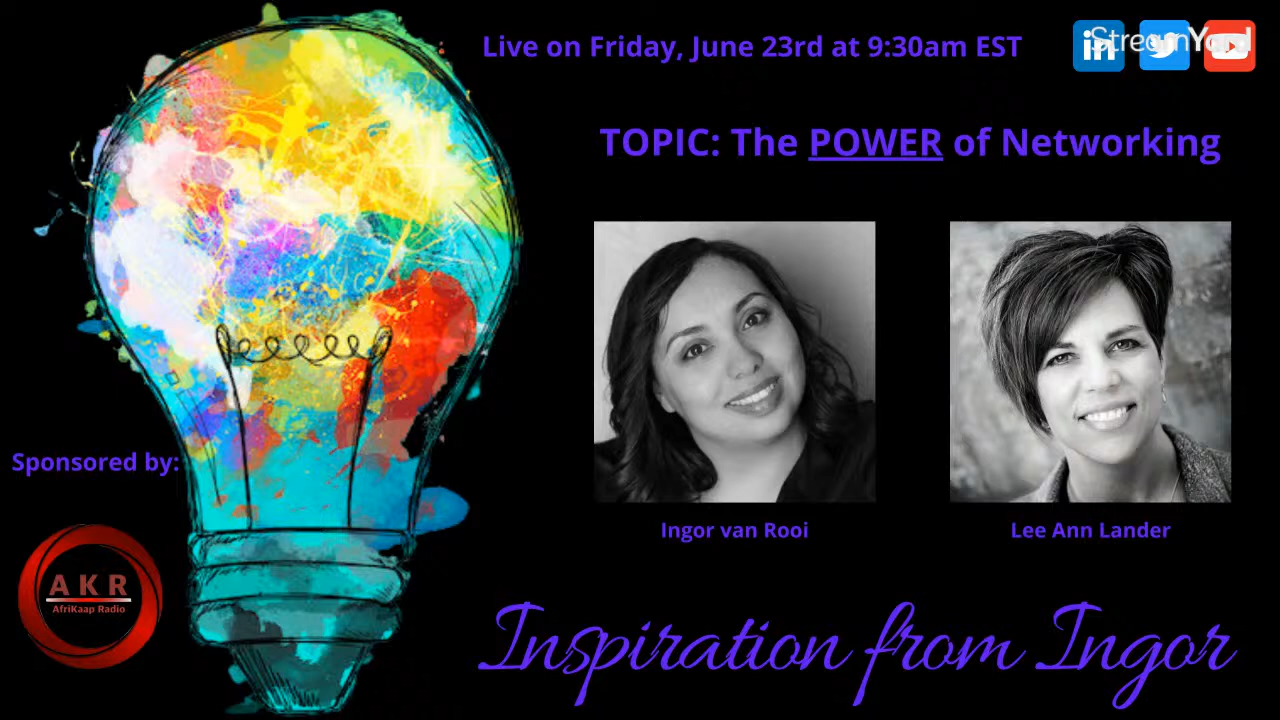 Live on Friday, June 23rd at 9:30am EST
in
StreamYard
TOPIC: The POWER of Networking
Sponsored by:
Ingor van Rooi
Lee Ann Lander
AKR
AfriKaap Radio
Inspiration from Ingor